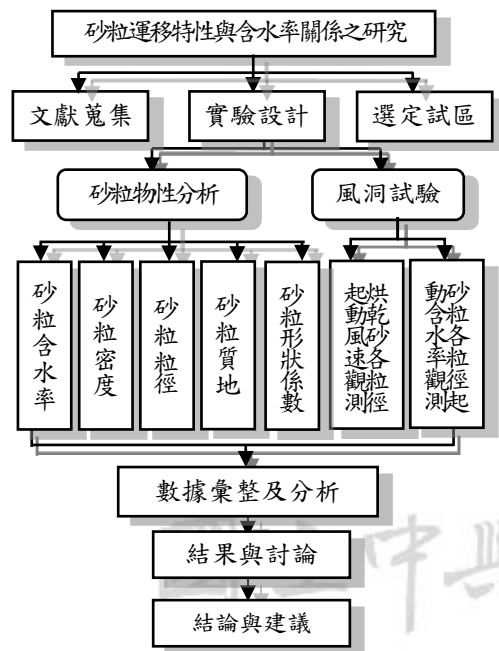 砂粒運移特性與含水率關係之研究
文獻蒐集
實驗設計
選定試區
砂粒物性分析
風洞試驗
砂粒含水率
砂粒密度
砂粒粒徑
砂粒質地
砂粒形狀係數
烘乾砂各粒徑
起動風速觀測
砂粒各粒徑起
動含水率觀測
數據彙整及分析
結果與討論
結論與建議
中興